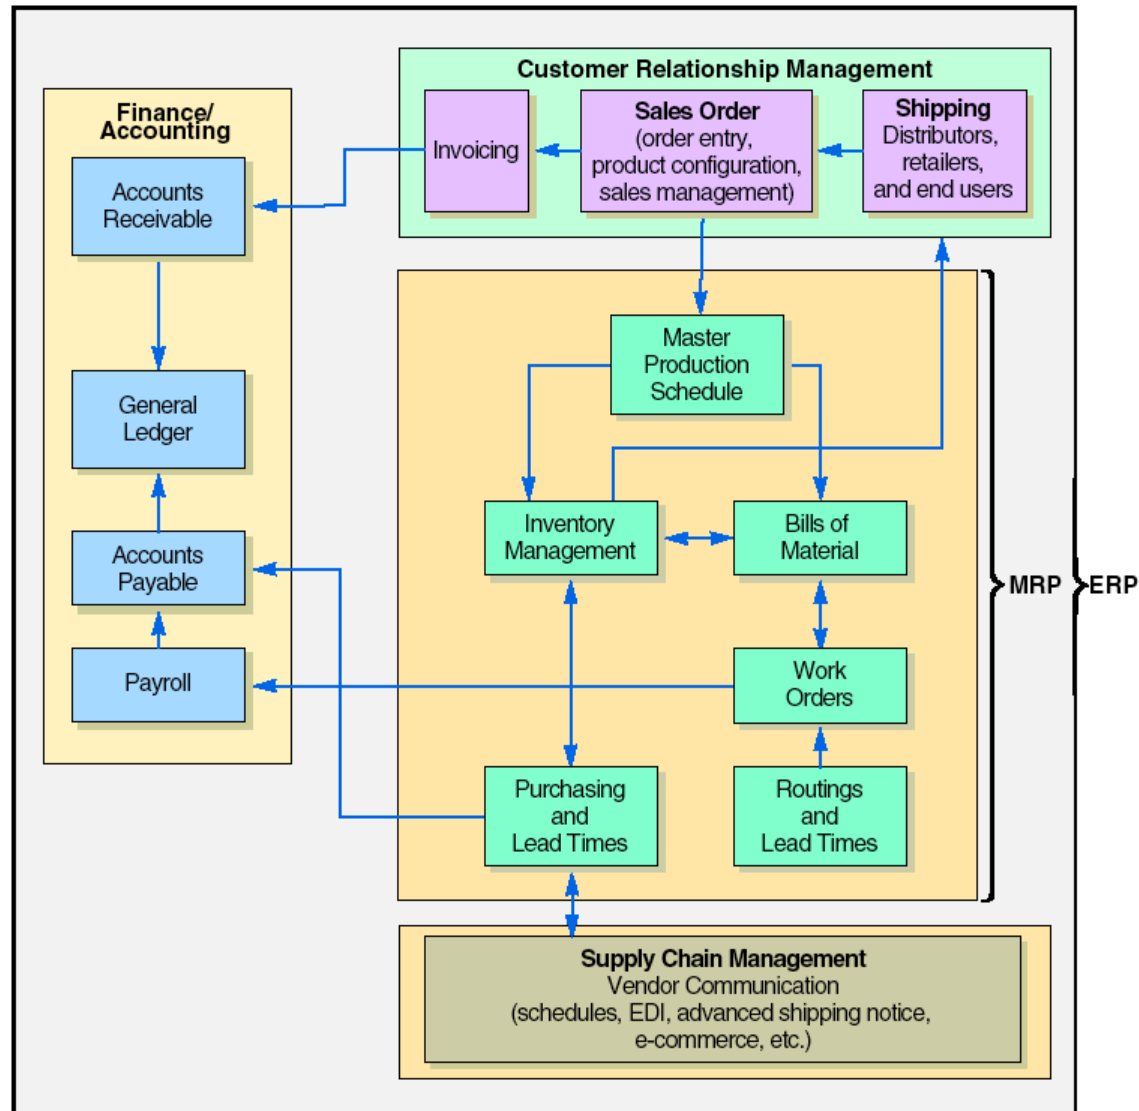 Customer Relationship Management
Finance/
Accounting
Invoicing
Sales Order
(order entry,
product configuration,
sales management)
Shipping
Distributors,
retailers,
and end users
Accounts
Receivable
Master
Production
Schedule
General
Ledger
Inventory
Management
Bills of
Material
Accounts
Payable
MRP
ERP
Payroll
Work
Orders
Purchasing
and
Lead Times
Routings
and
Lead Times
Supply Chain Management
Vendor Communication
(schedules, EDI, advanced shipping notice,
e-commerce, etc.)